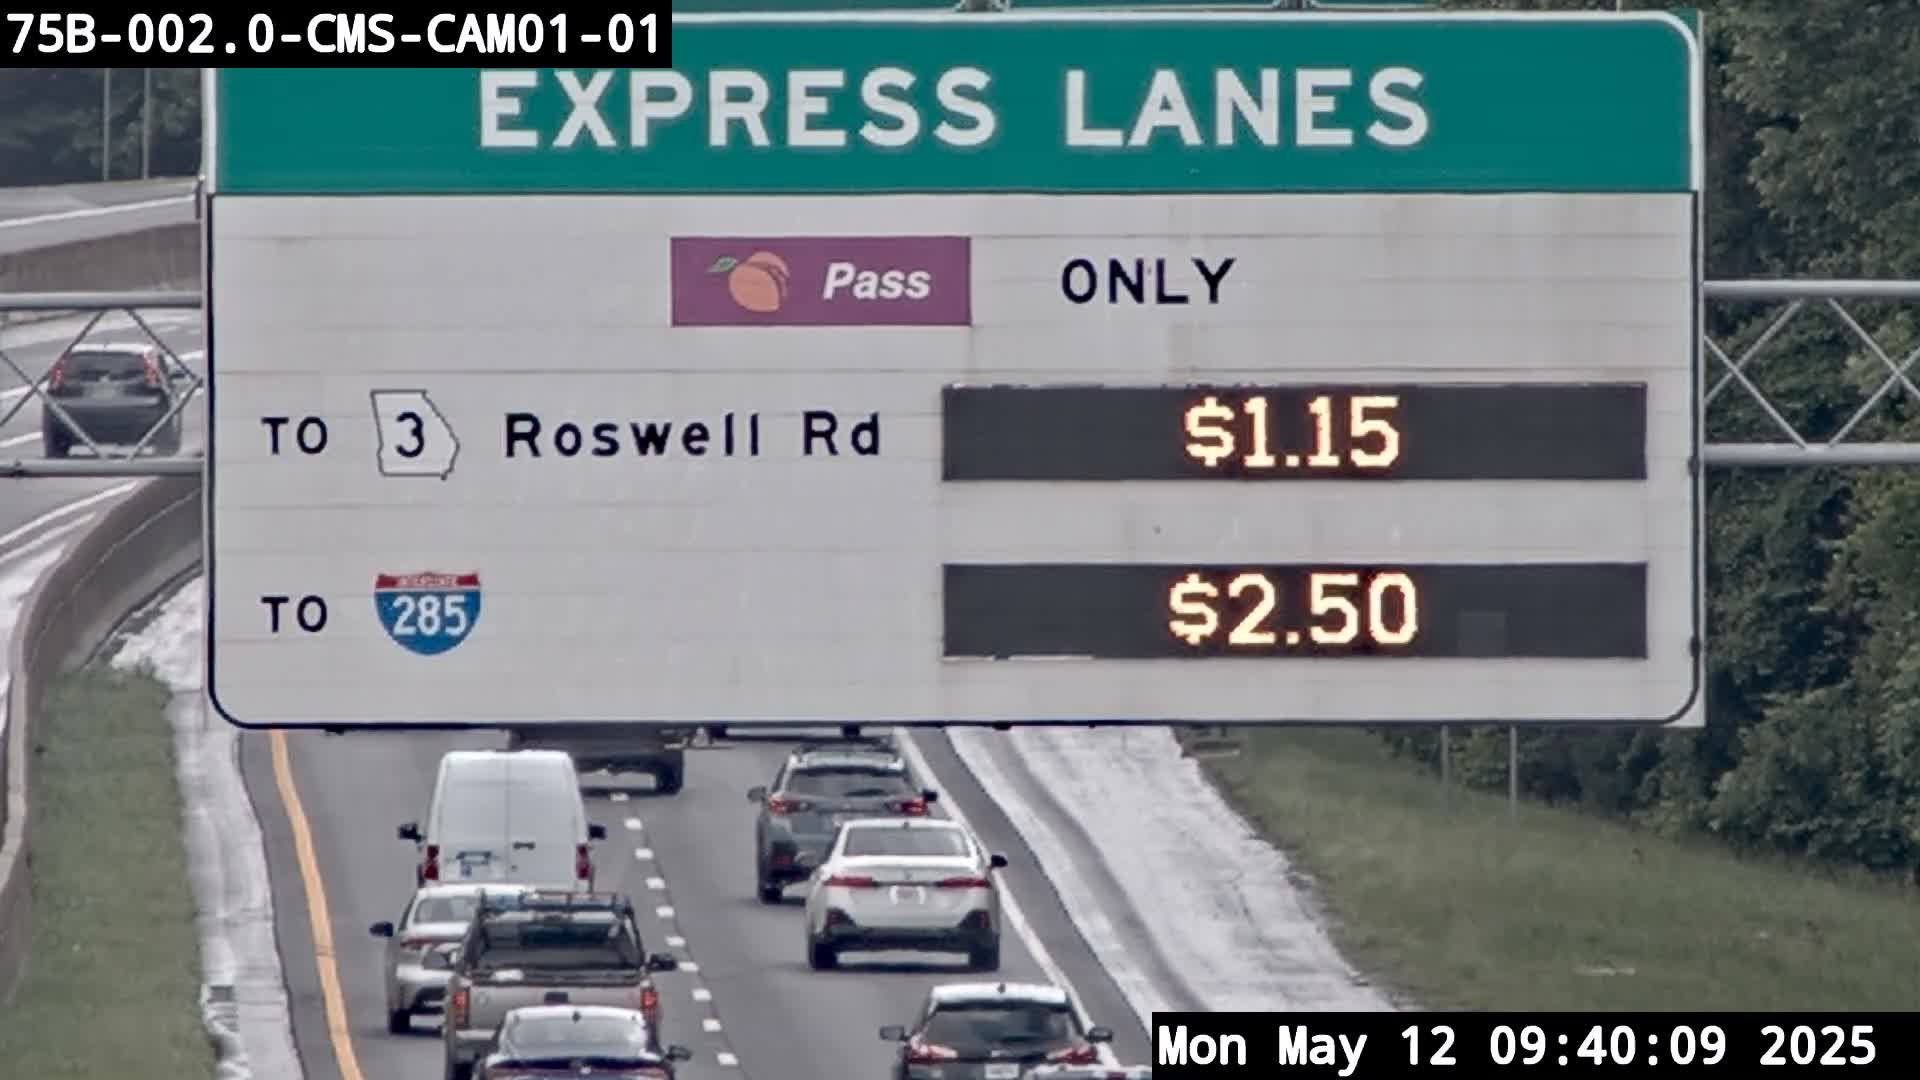 75B-002.0-CMS-CAM01-01
EXPRESS LANES
Pass ONLY
TO 3 Roswell Rd $1.15
TO INTERSTATE 285 $2.50
Mon May 12 09:40:09 2025